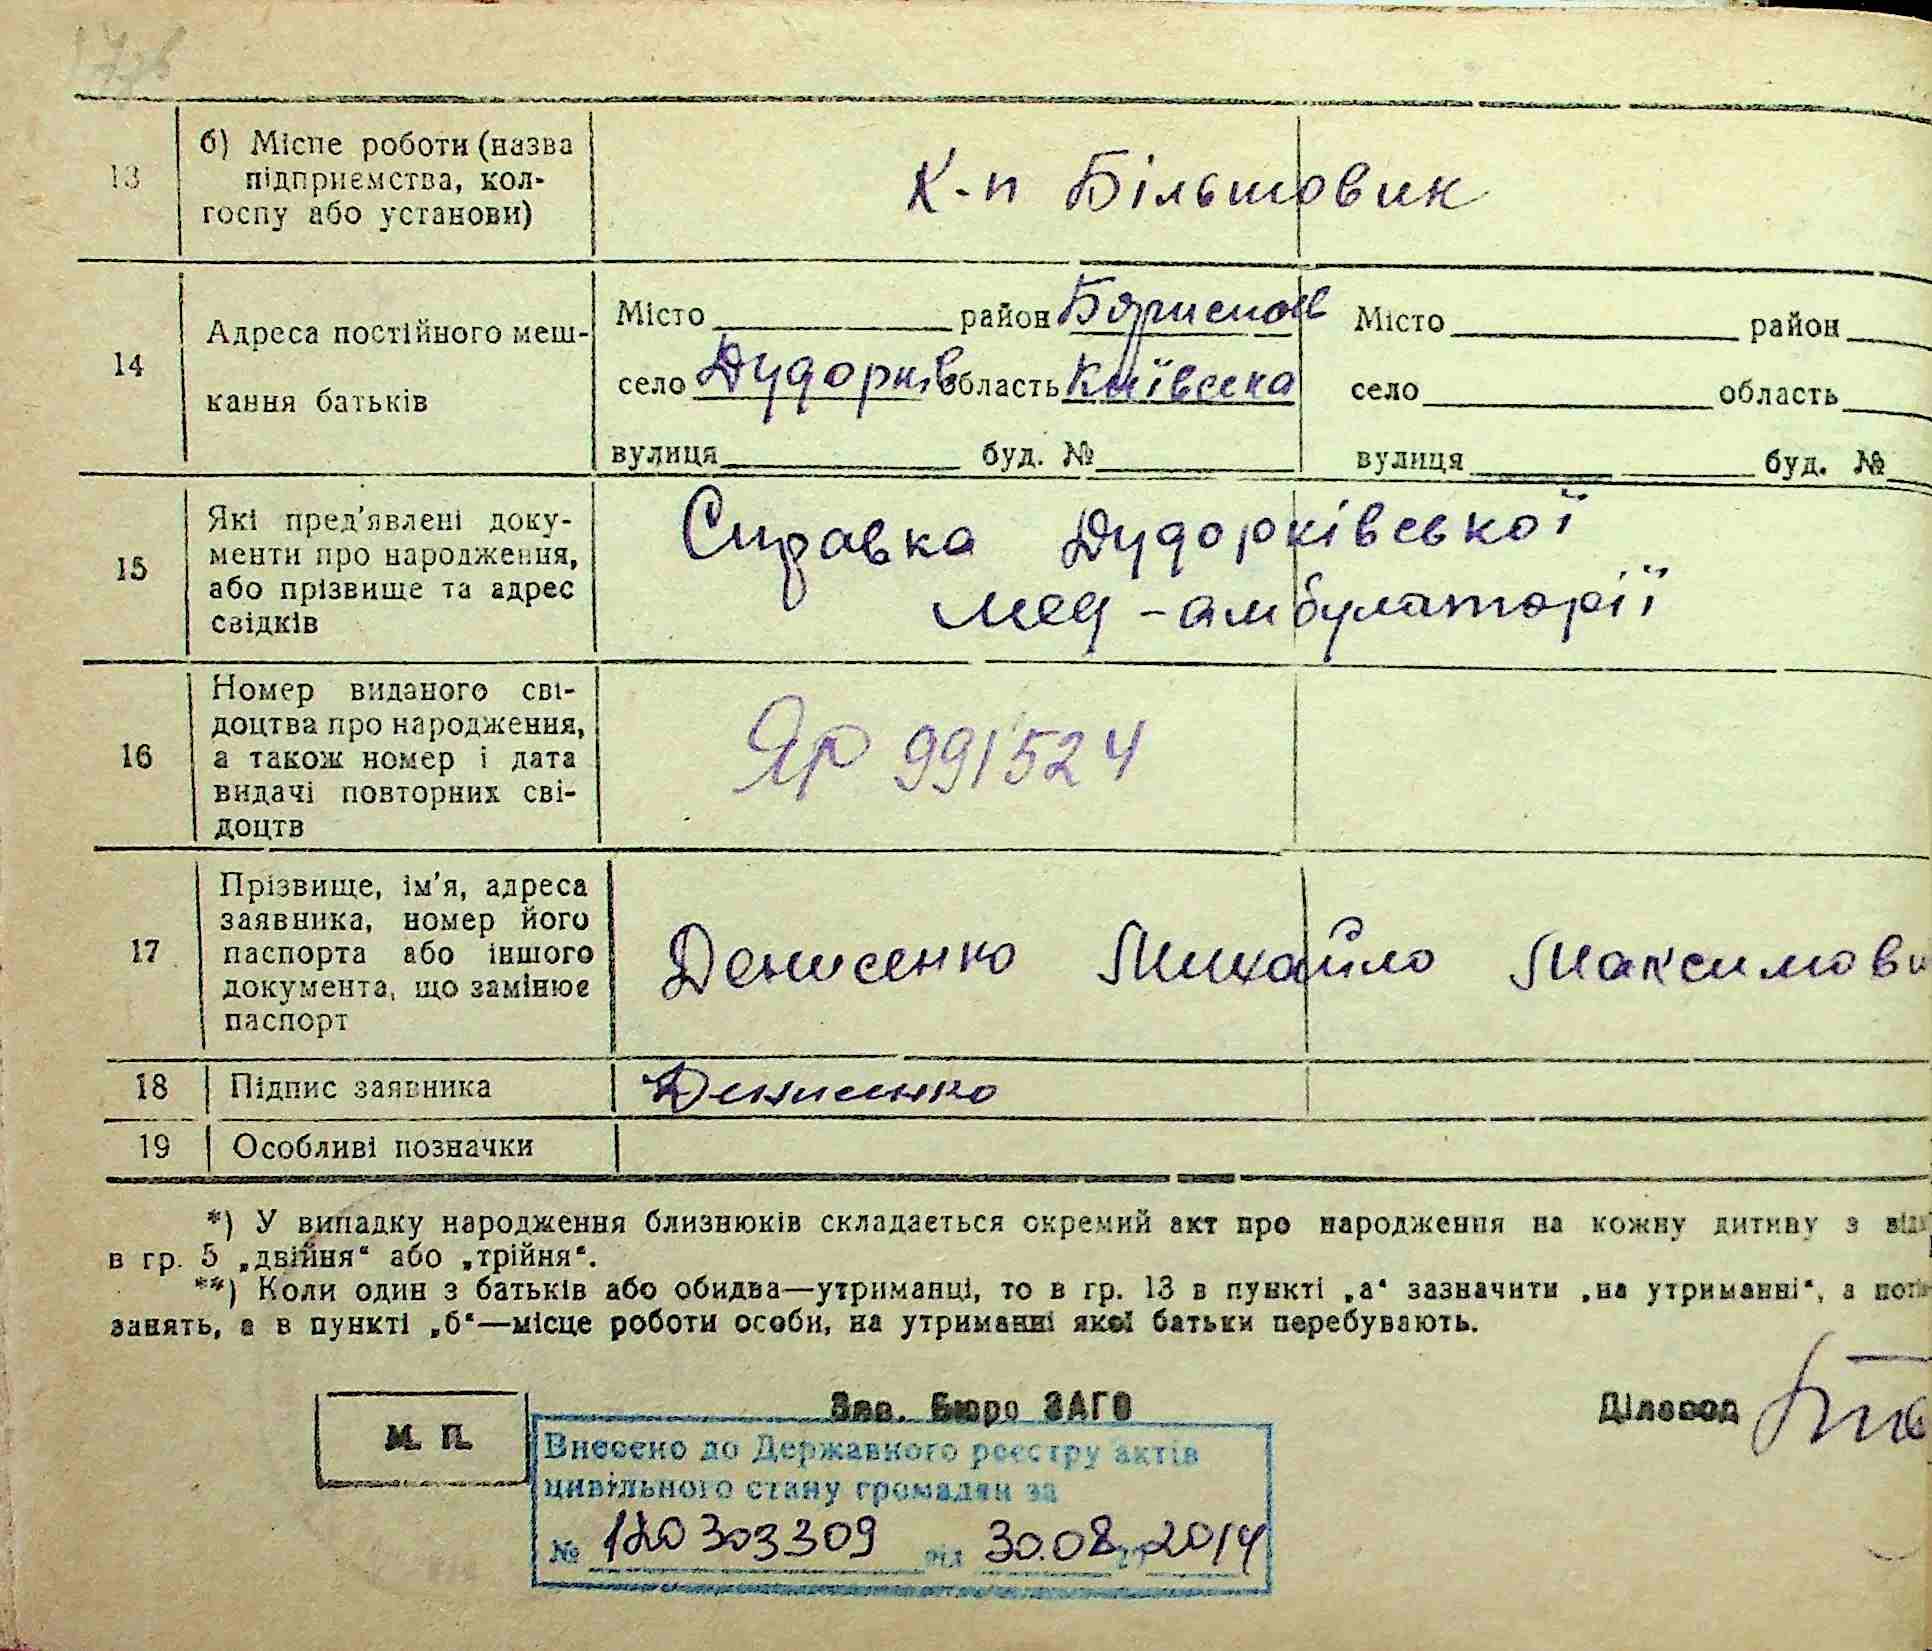 13
б) Місце роботи (назва
підприємства, кол-
госпу або установи)
К-п Більшовик
14
Адреса постійного меш-
кання батьків
Місто район Бориспол Місто район
село Дударків область Київська село область
вулиця буд. № вулиця буд. №
15
Які пред'явлені доку-
менти про народження,
або прізвище та адрес
свідків
Справка Дударківської
мед-амбулаторії
16
Номер виданого сві-
доцтва про народження,
а також номер і дата
видачі повторних сві-
доцтв
ЯР 991524
17
Прізвище, ім'я, адреса
заявника, номер його
паспорта або іншого
документа, що замінює
паспорт
Денисенко Михайло Максимови
18 Підпис заявника Денисенко
19 Особливі позначки
*) У випадку народження близнюків складається окремий акт про народження на кожну дитину з від
в гр. 5 „двійня“ або „трійня“.
**) Коли один з батьків або обидва—утриманці, то в гр. 13 в пункті „а“ зазначити „на утриманні“, а
занять, а в пункті „б“—місце роботи особи, на утриманні якої батьки перебувають.
М. П.
Зав. Бюро ЗАГС
Діловод
Внесено до Державного реєстру актів
цивільного стану громадян за
№ 120303309 від 30.08.2014